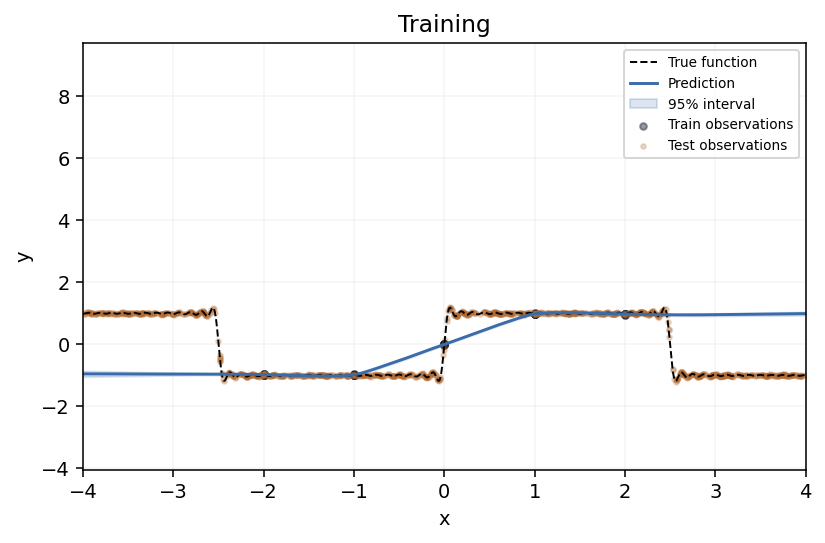 Training
True function
Prediction
95% interval
Train observations
Test observations
8
6
4
2
0
−2
−4
y
−4 −3 −2 −1 0 1 2 3 4
x